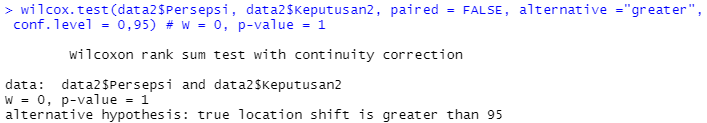 > wilcox.test(data2$Persepsi, data2$Keputusan2, paired = FALSE, alternative ="greater",
conf.level = 0,95) # W = 0, p-value = 1
Wilcoxon rank sum test with continuity correction
data:  data2$Persepsi and data2$Keputusan2
W = 0, p-value = 1
alternative hypothesis: true location shift is greater than 95